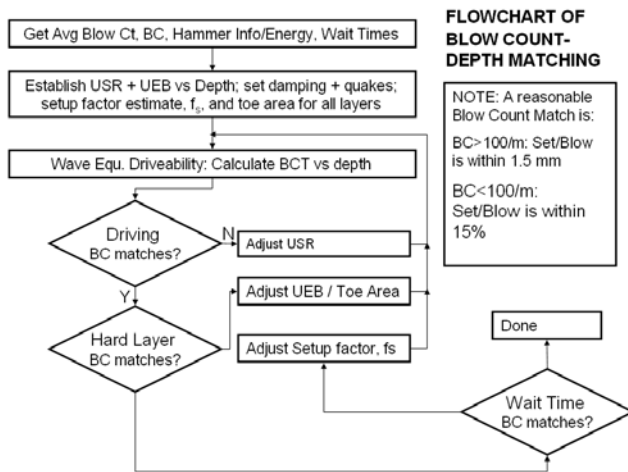 FLOWCHART OF
BLOW COUNT-
DEPTH MATCHING
Get Avg Blow Ct, BC, Hammer Info/Energy, Wait Times
Establish USR + UEB vs Depth; set damping + quakes;
setup factor estimate, fs, and toe area for all layers
Wave Equ. Driveability: Calculate BCT vs depth
NOTE: A reasonable
Blow Count Match is:
BC>100/m: Set/Blow
is within 1.5 mm
BC<100/m:
Set/Blow is within
15%
Driving
BC matches?
N
Adjust USR
Y
Adjust UEB / Toe Area
Hard Layer
BC matches?
Adjust Setup factor, fs
Done
Wait Time
BC matches?